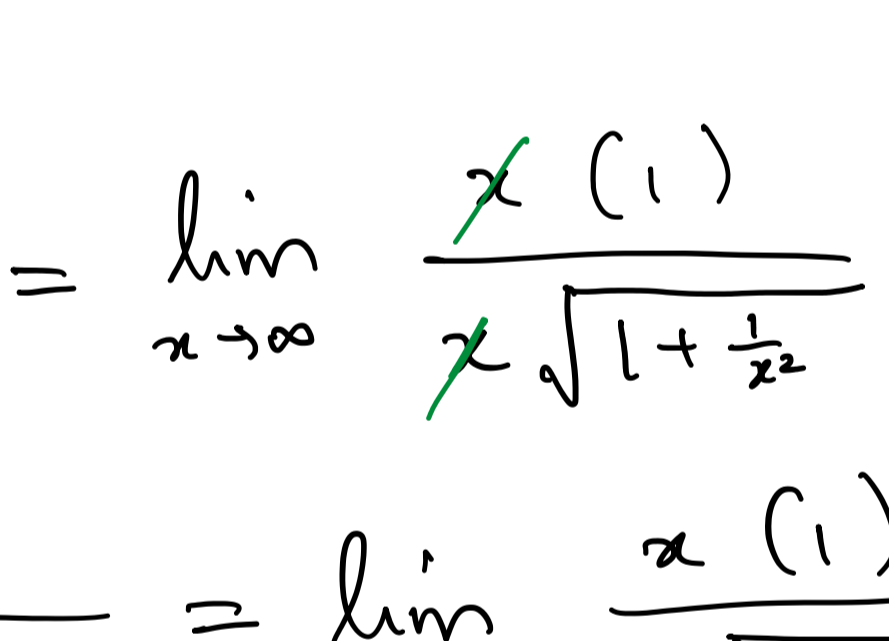 = lim x→∞ x (1) / x √(1 + 1/x²)
= lim x (1)